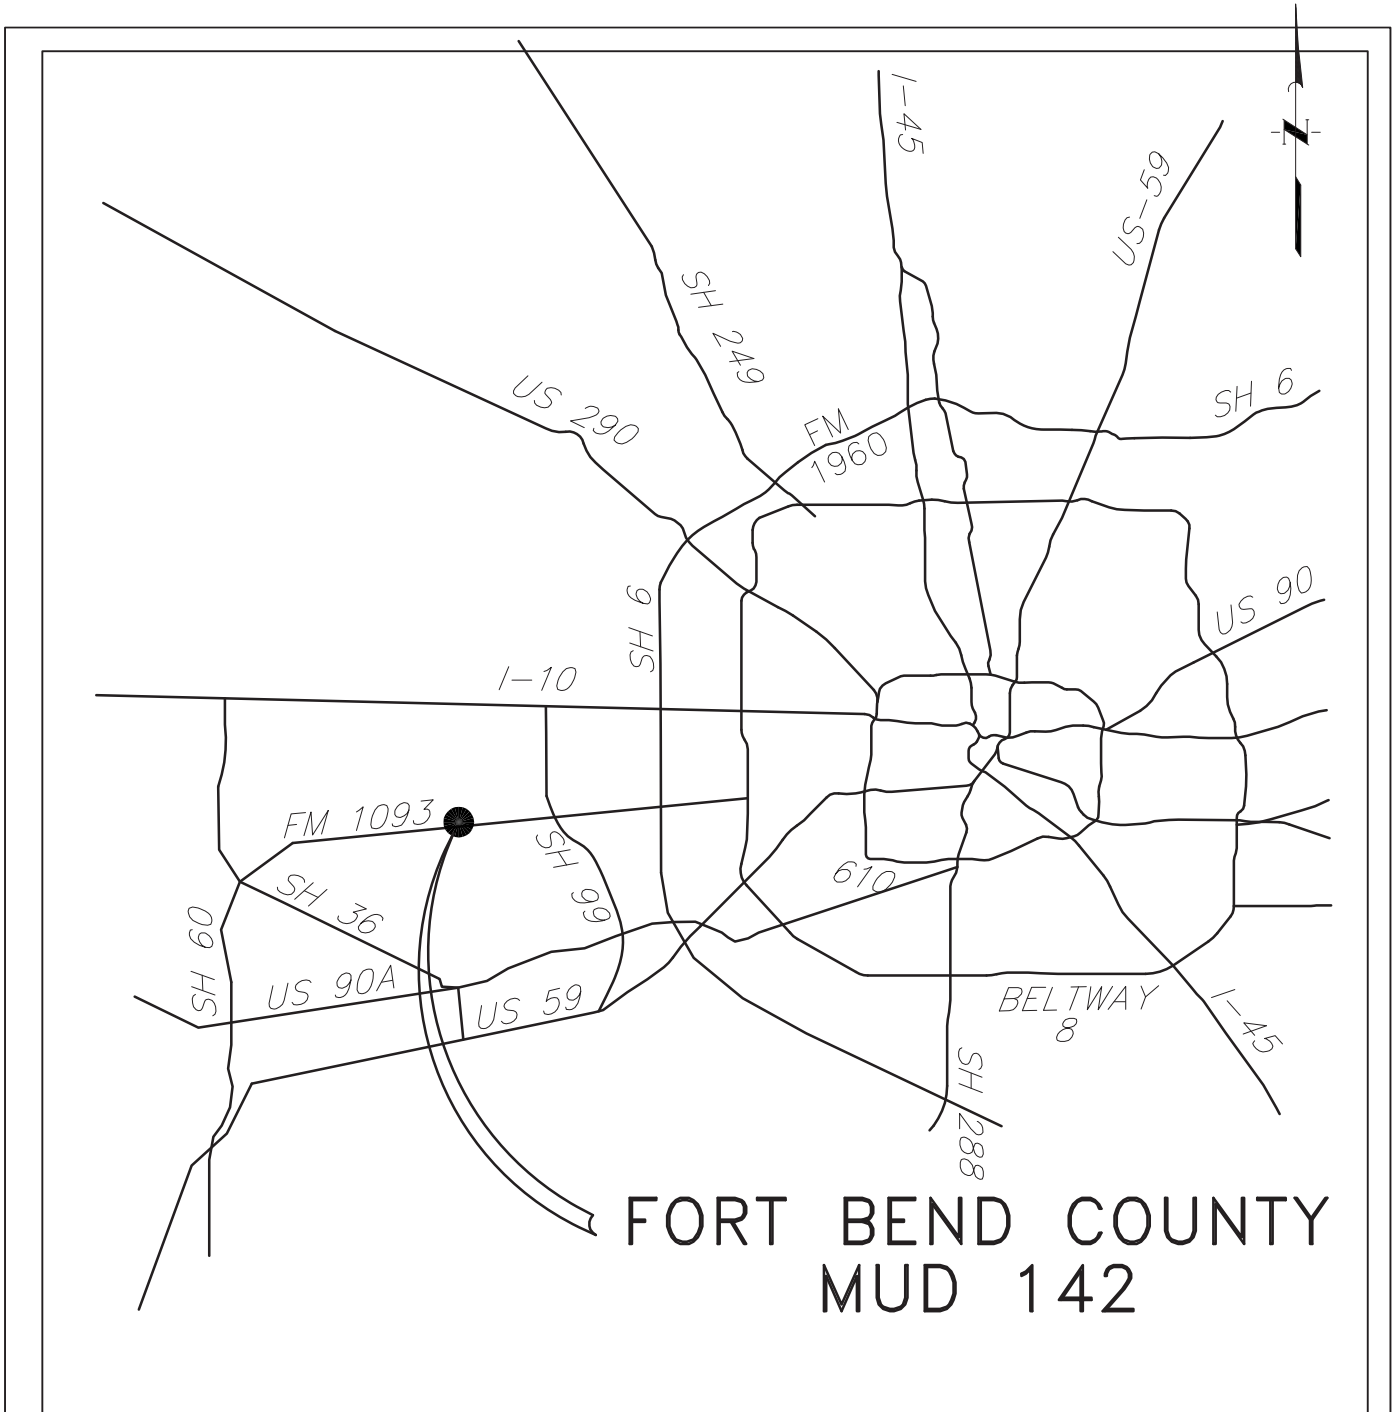 N
I-45
US-59
SH 249
US 290
SH 6
FM
1960
US 90
SH 6
I-10
FM 1093
SH 99
SH 36
610
SH 60
US 90A
US 59
BELTWAY
8
I-45
SH 288
FORT BEND COUNTY
MUD 142